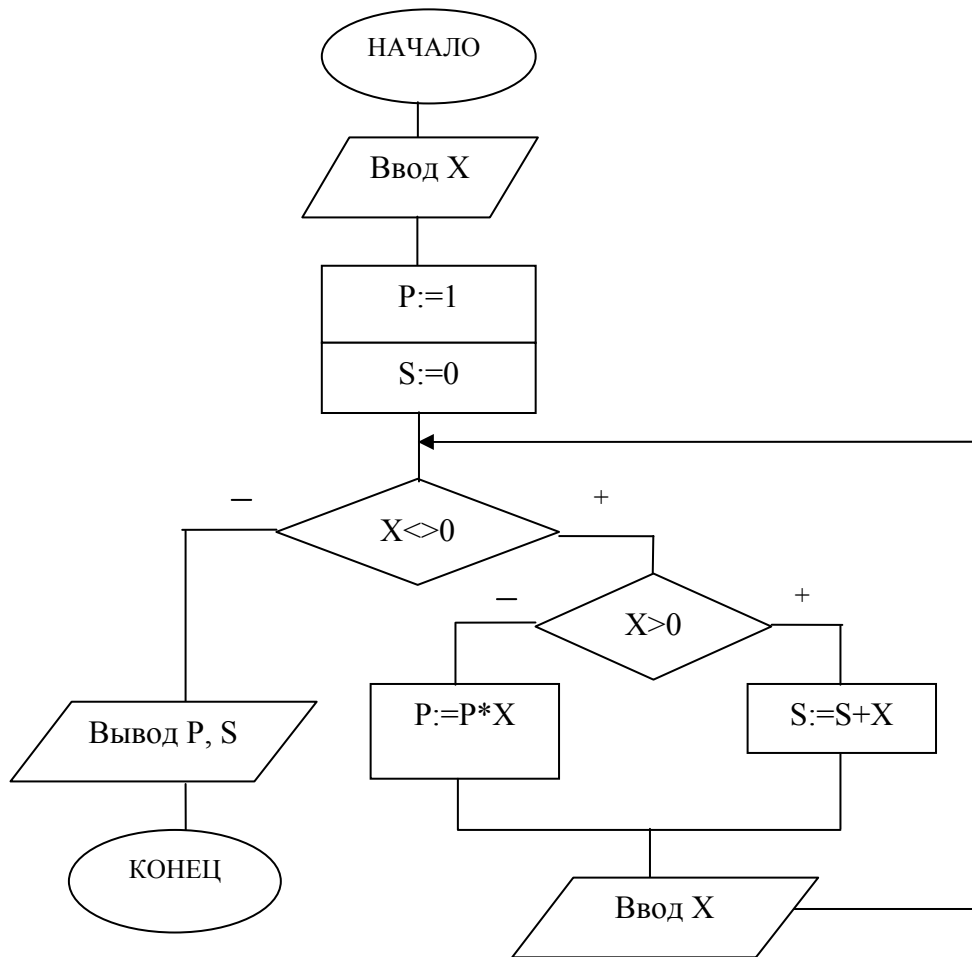 НАЧАЛО
Ввод X
P:=1
S:=0
X<>0
–
+
X>0
–
+
P:=P*X
S:=S+X
Вывод P, S
КОНЕЦ
Ввод X